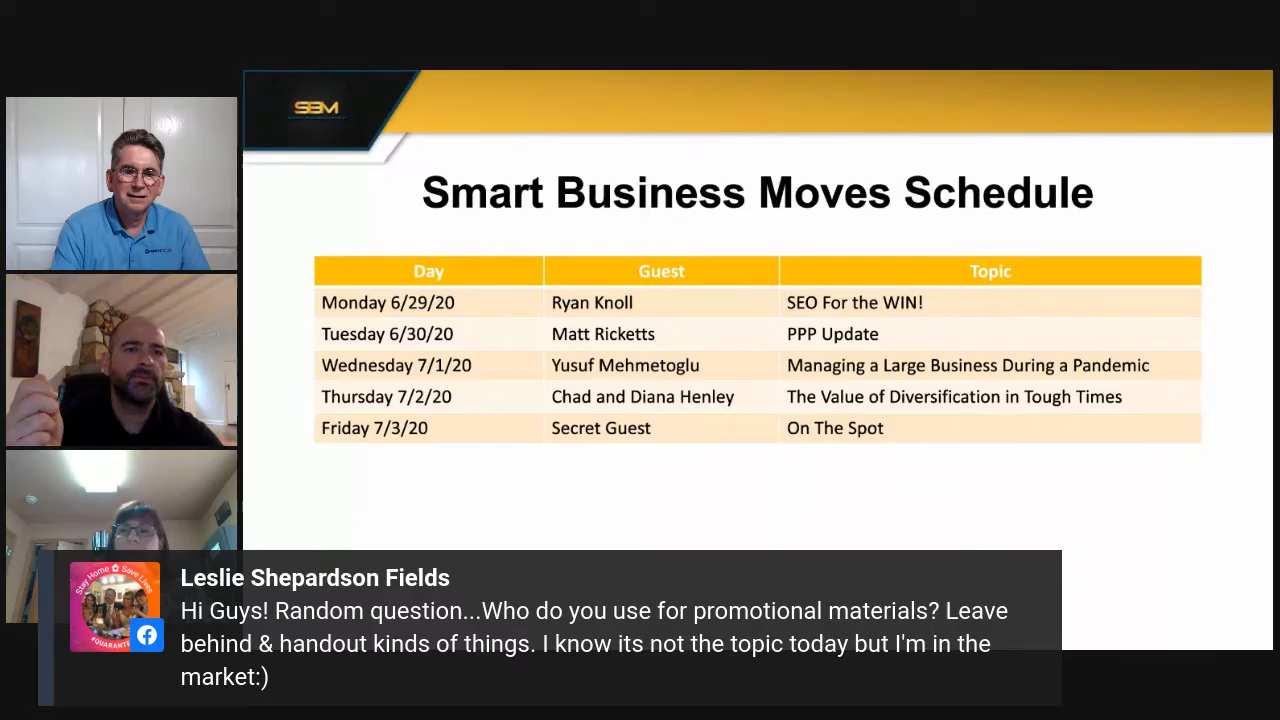 SBM
Smart Business Moves Schedule
Day Guest Topic
Monday 6/29/20 Ryan Knoll SEO For the WIN!
Tuesday 6/30/20 Matt Ricketts PPP Update
Wednesday 7/1/20 Yusuf Mehmetoglu Managing a Large Business During a Pandemic
Thursday 7/2/20 Chad and Diana Henley The Value of Diversification in Tough Times
Friday 7/3/20 Secret Guest On The Spot
Stay Home Save Lives
Leslie Shepardson Fields
Hi Guys! Random question...Who do you use for promotional materials? Leave
behind & handout kinds of things. I know its not the topic today but I'm in the
market:)